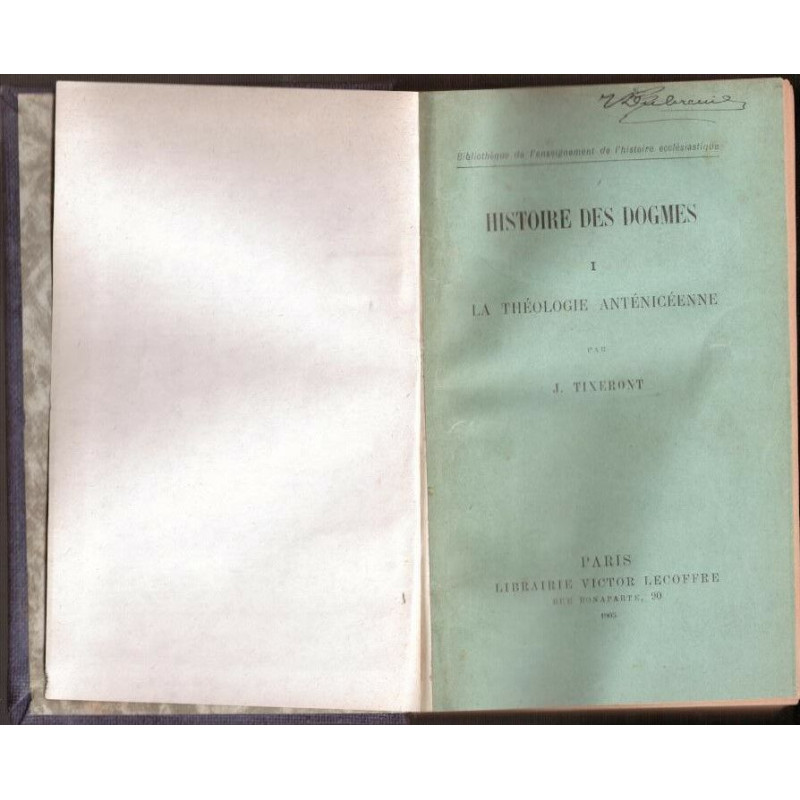 Bibliothèque de l'enseignement de l'histoire ecclésiastique
HISTOIRE DES DOGMES
I
LA THÉOLOGIE ANTÉNICÉENNE
PAR
J. TIXERONT
PARIS
LIBRAIRIE VICTOR LECOFFRE
RUE BONAPARTE, 90